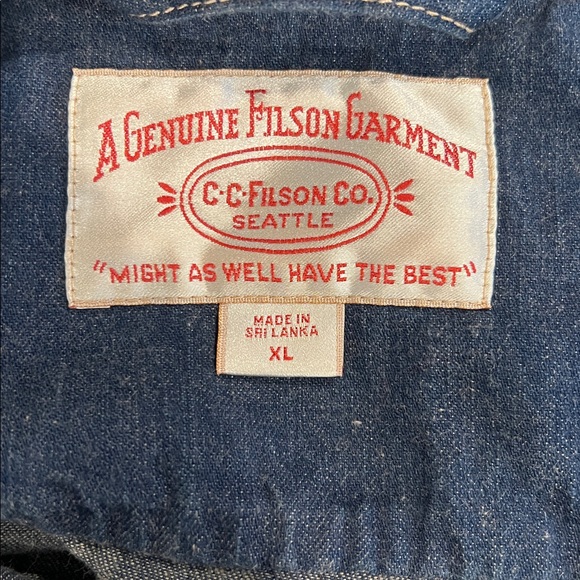 A GENUINE FILSON GARMENT
C·C·FILSON CO.
SEATTLE
"MIGHT AS WELL HAVE THE BEST"
MADE IN
SRI LANKA
XL